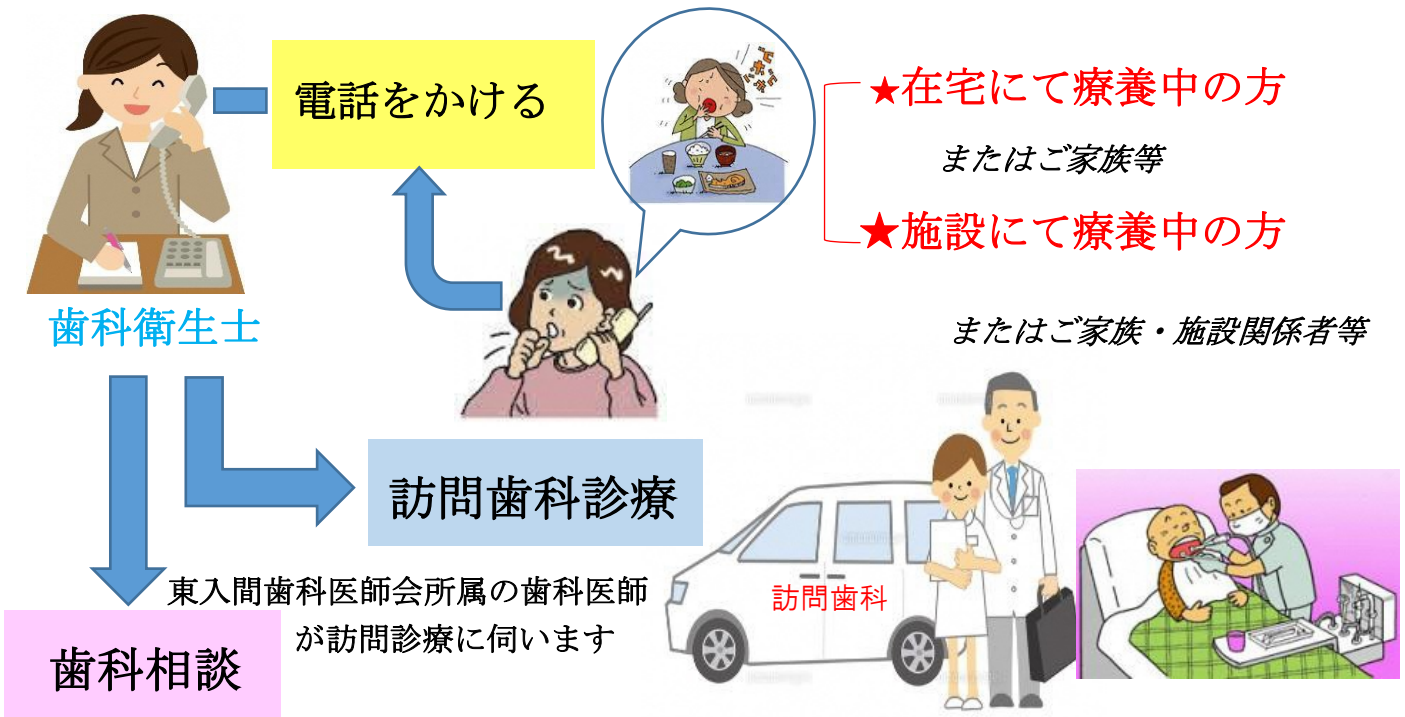 電話をかける
ゴホ
ゴホ
★在宅にて療養中の方
またはご家族等
★施設にて療養中の方
またはご家族・施設関係者等
歯科衛生士
訪問歯科診療
東入間歯科医師会所属の歯科医師
が訪問診療に伺います
訪問歯科
歯科相談